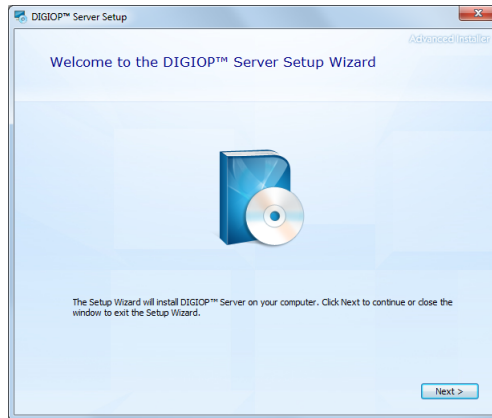 DIGIOP™ Server Setup
Advanced Installer
Welcome to the DIGIOP™ Server Setup Wizard
The Setup Wizard will install DIGIOP™ Server on your computer. Click Next to continue or close the
window to exit the Setup Wizard.
Next >